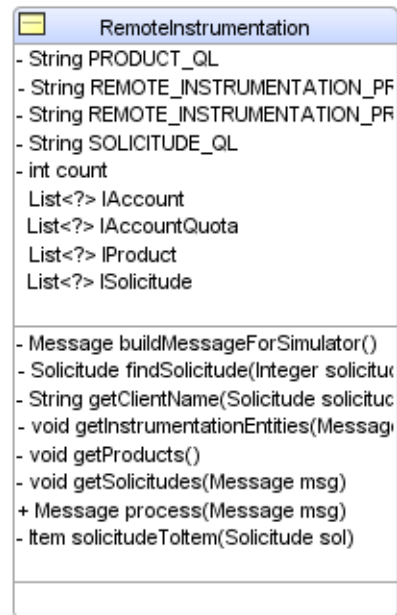 RemoteInstrumentation
- String PRODUCT_QL
- String REMOTE_INSTRUMENTATION_PR
- String REMOTE_INSTRUMENTATION_PR
- String SOLICITUDE_QL
- int count
List<?> lAccount
List<?> lAccountQuota
List<?> lProduct
List<?> lSolicitude
- Message buildMessageForSimulator()
- Solicitude findSolicitude(Integer solicitud
- String getClientName(Solicitude solicitud
- void getInstrumentationEntities(Message
- void getProducts()
- void getSolicitudes(Message msg)
+ Message process(Message msg)
- Item solicitudeToItem(Solicitude sol)